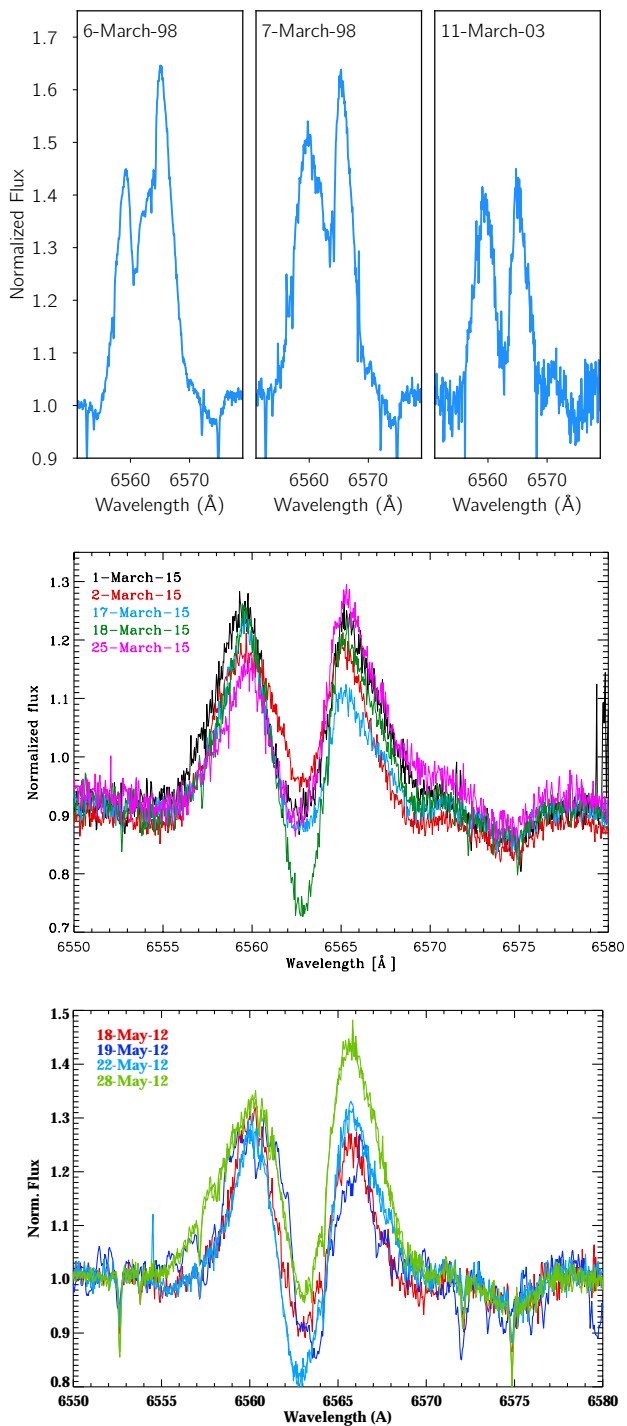 6-March-98 7-March-98 11-March-03
1.7
1.6
1.5
1.4
1.3
1.2
1.1
1.0
0.9
Normalized Flux
6560 6570 6560 6570 6560 6570
Wavelength (Å) Wavelength (Å) Wavelength (Å)
1-March-15
2-March-15
17-March-15
18-March-15
25-March-15
1.3
1.2
1.1
1.0
0.9
0.8
0.7
Normalized flux
6550 6555 6560 6565 6570 6575 6580
Wavelength [Å]
18-May-12
19-May-12
22-May-12
28-May-12
1.5
1.4
1.3
1.2
1.1
1.0
0.9
0.8
Norm. Flux
6550 6555 6560 6565 6570 6575 6580
Wavelength (A)